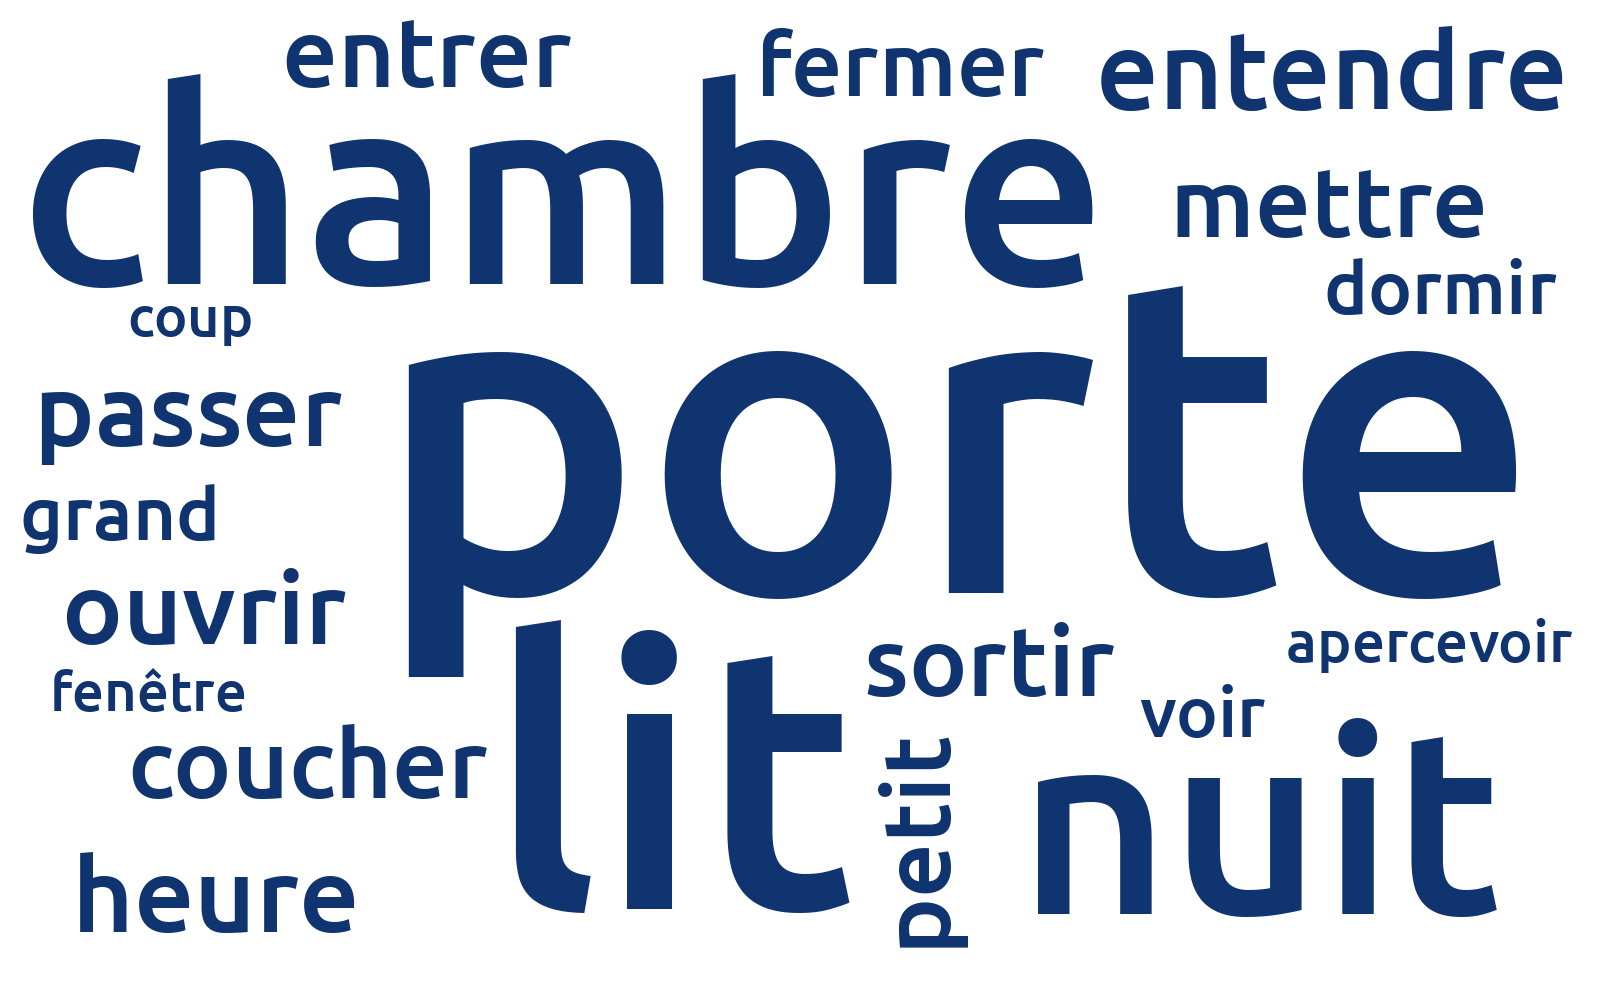 entrer
fermer
entendre
chambre
mettre
dormir
coup
porte
passer
grand
ouvrir
apercevoir
sortir
fenêtre
voir
lit
coucher
petit
nuit
heure